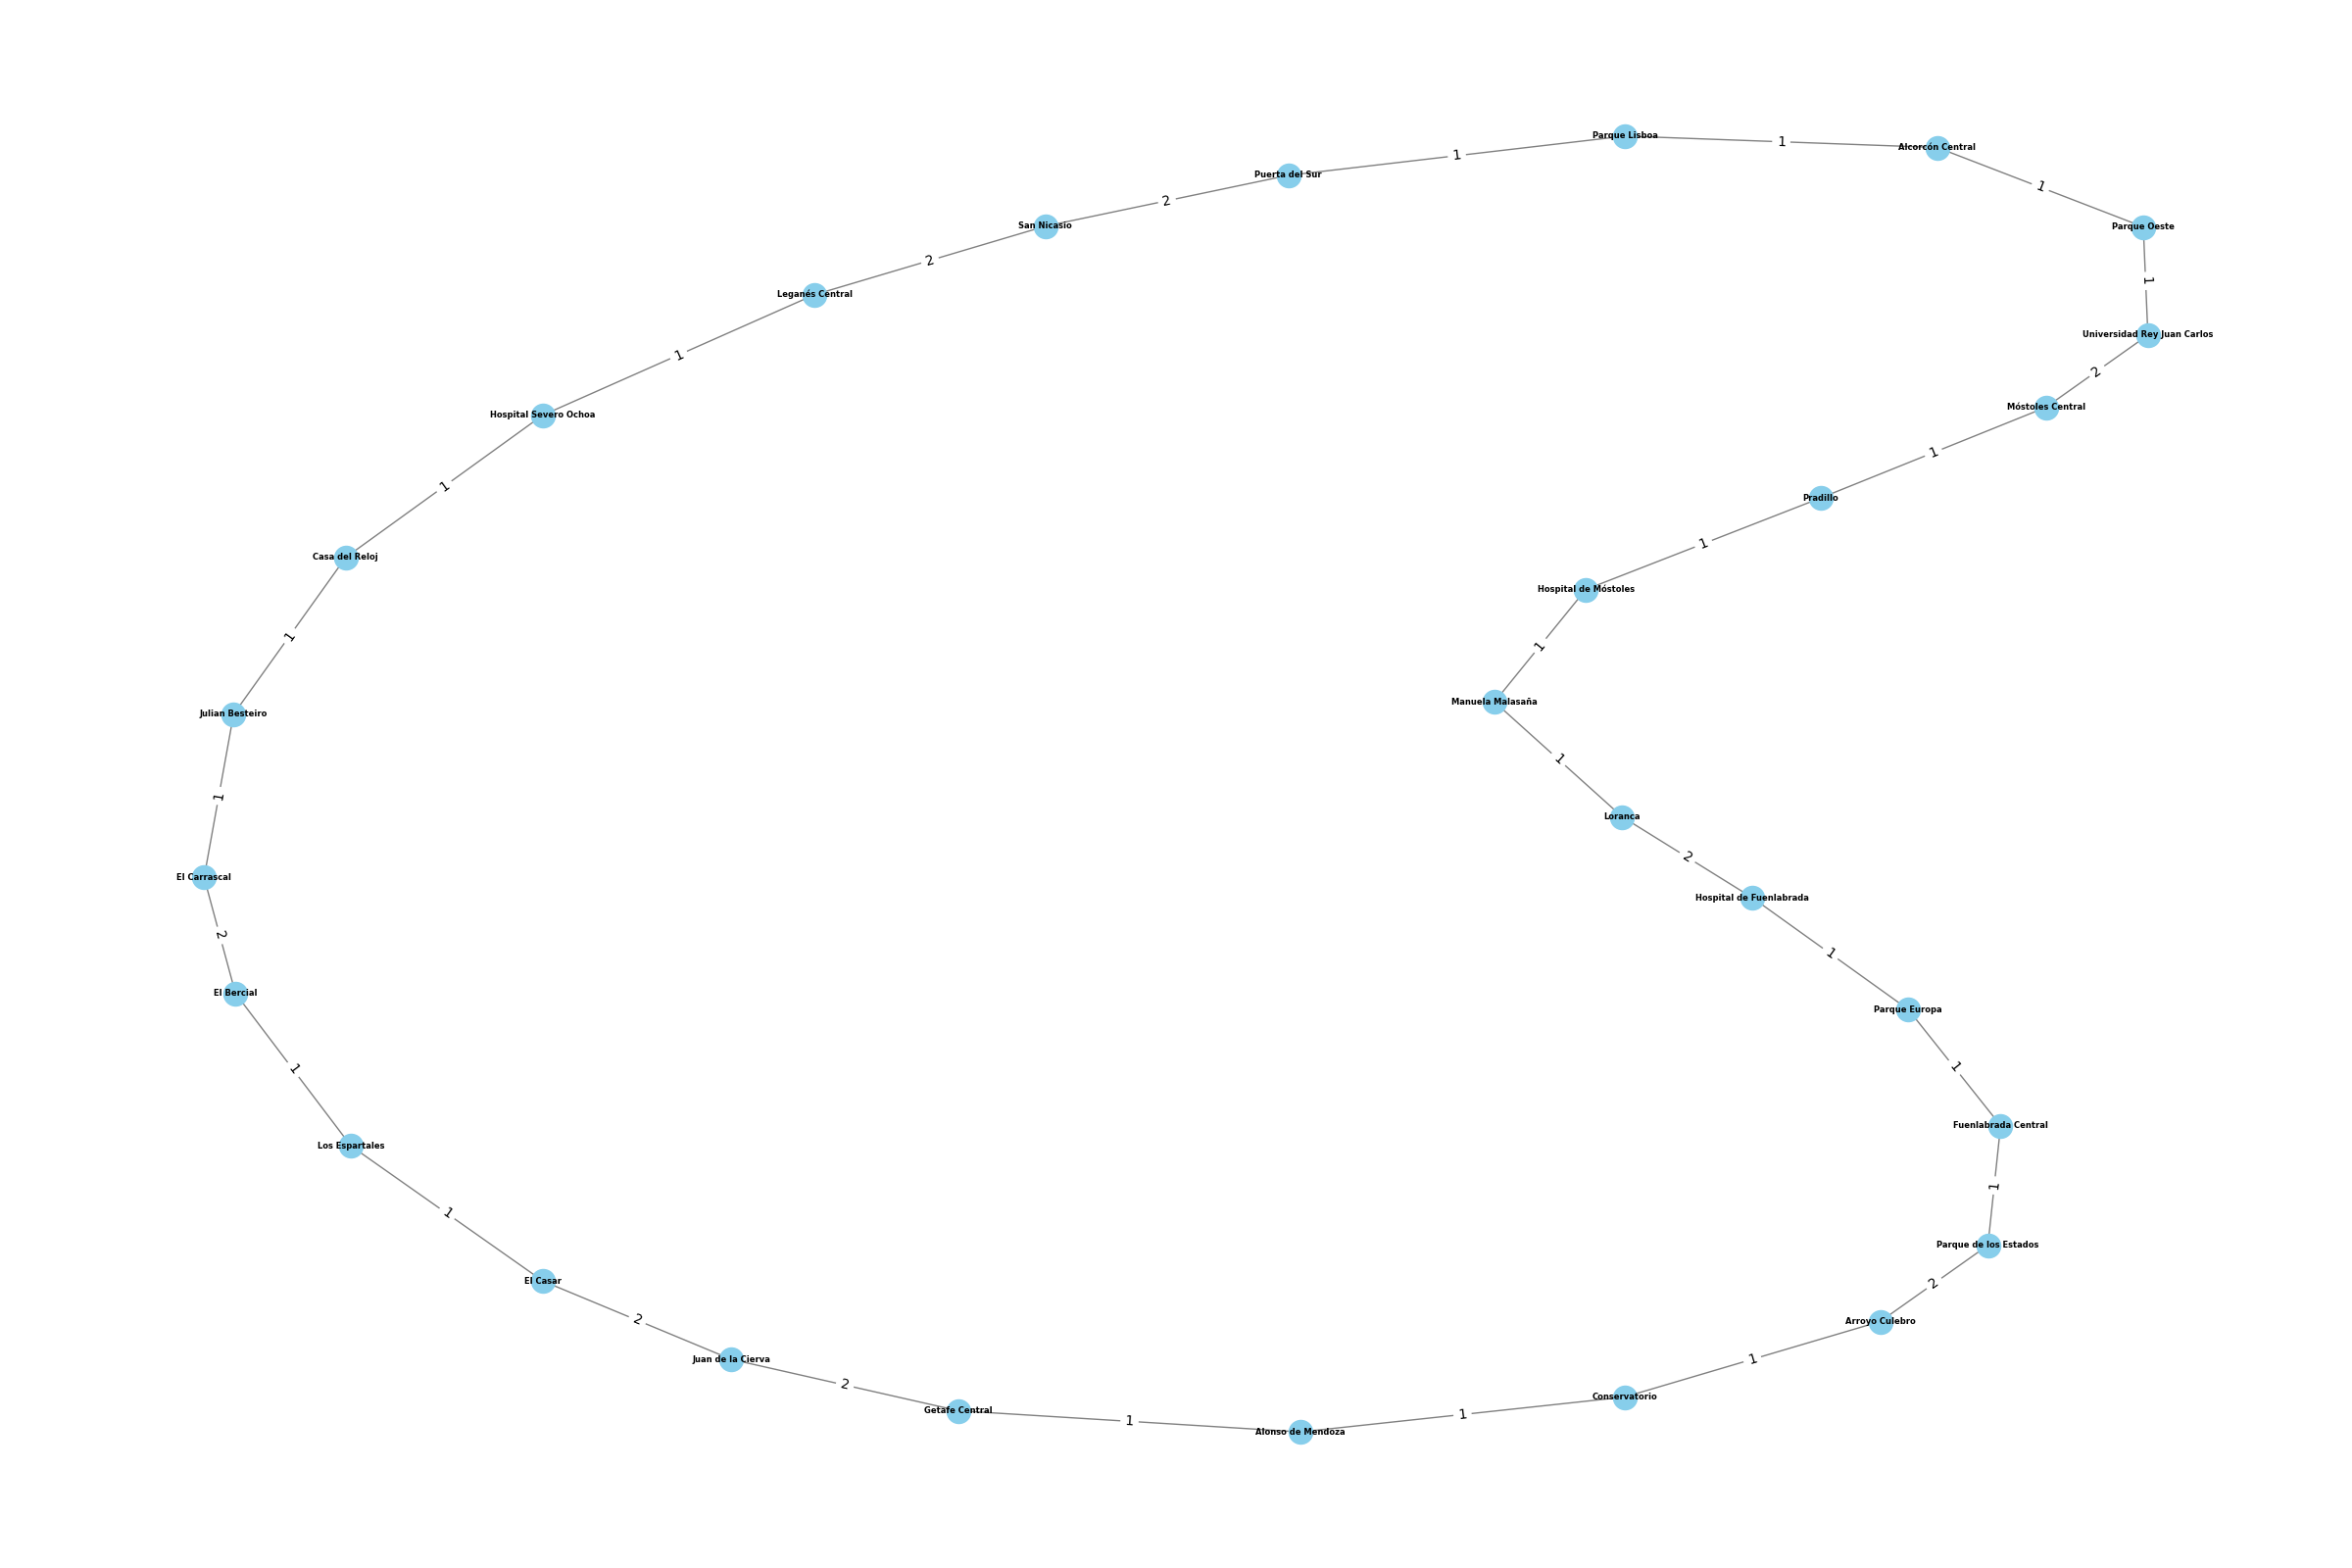 Parque Lisboa
1
Alcorcón Central
1
Puerta del Sur
1
Parque Oeste
2
San Nicasio
2
1
Leganés Central
Universidad Rey Juan Carlos
1
2
Móstoles Central
Hospital Severo Ochoa
1
1
Pradillo
1
Casa del Reloj
Hospital de Móstoles
1
1
Manuela Malasaña
Julian Besteiro
1
1
Loranca
2
El Carrascal
Hospital de Fuenlabrada
2
1
El Bercial
Parque Europa
1
1
Fuenlabrada Central
Los Espartales
1
1
Parque de los Estados
El Casar
2
2
Arroyo Culebro
Juan de la Cierva
1
2
Conservatorio
Getafe Central
1
1
Alonso de Mendoza